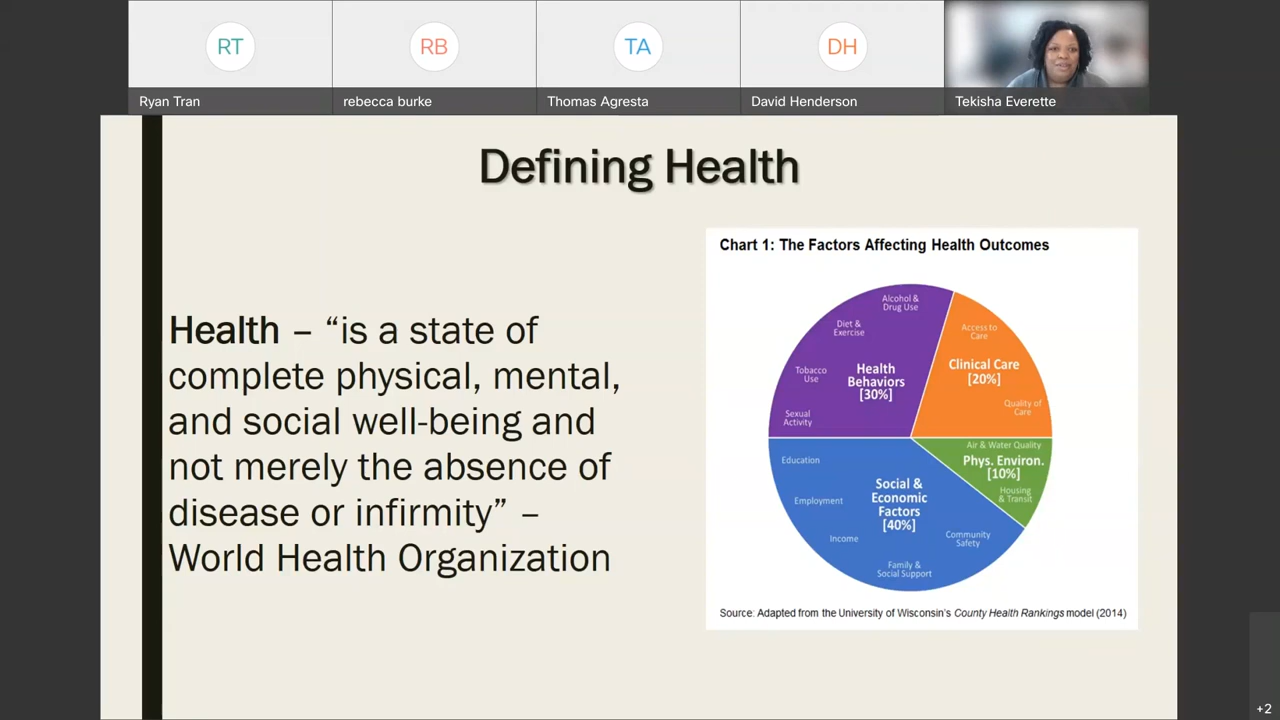 RT
RB
TA
DH
Ryan Tran
rebecca burke
Thomas Agresta
David Henderson
Tekisha Everette
Defining Health
Health – “is a state of
complete physical, mental,
and social well-being and
not merely the absence of
disease or infirmity” –
World Health Organization
Chart 1: The Factors Affecting Health Outcomes
Alcohol &
Drug Use
Diet &
Exercise
Tobacco
Use
Sexual
Activity
Health
Behaviors
[30%]
Access to
Care
Clinical Care
[20%]
Quality of
Care
Air & Water Quality
Phys. Environ.
[10%]
Housing
& Transit
Education
Employment
Income
Social &
Economic
Factors
[40%]
Community
Safety
Family &
Social Support
Source: Adapted from the University of Wisconsin’s County Health Rankings model (2014)
+2